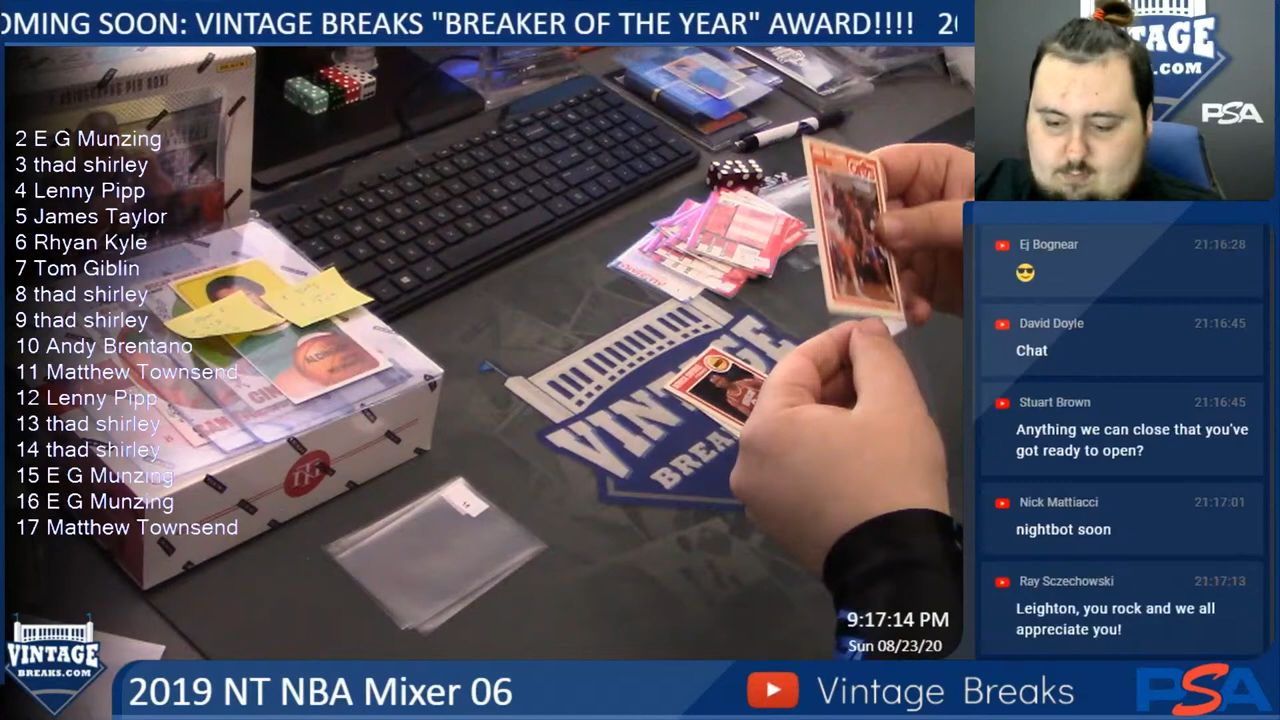 OMING SOON: VINTAGE BREAKS "BREAKER OF THE YEAR" AWARD!!!!
VINTAGE
.COM
PSA
2 E G Munzing
3 thad shirley
4 Lenny Pipp
5 James Taylor
6 Rhyan Kyle
7 Tom Giblin
8 thad shirley
9 thad shirley
10 Andy Brentano
11 Matthew Townsend
12 Lenny Pipp
13 thad shirley
14 thad shirley
15 E G Munzing
16 E G Munzing
17 Matthew Townsend
VINTAGE
BREA
Ej Bognear 21:16:28
😎
David Doyle 21:16:45
Chat
Stuart Brown 21:16:45
Anything we can close that you've
got ready to open?
Nick Mattiacci 21:17:01
nightbot soon
Ray Sczechowski 21:17:13
Leighton, you rock and we all
appreciate you!
9:17:14 PM
Sun 08/23/20
VINTAGE
BREAKS.COM
2019 NT NBA Mixer 06
Vintage Breaks
PSA